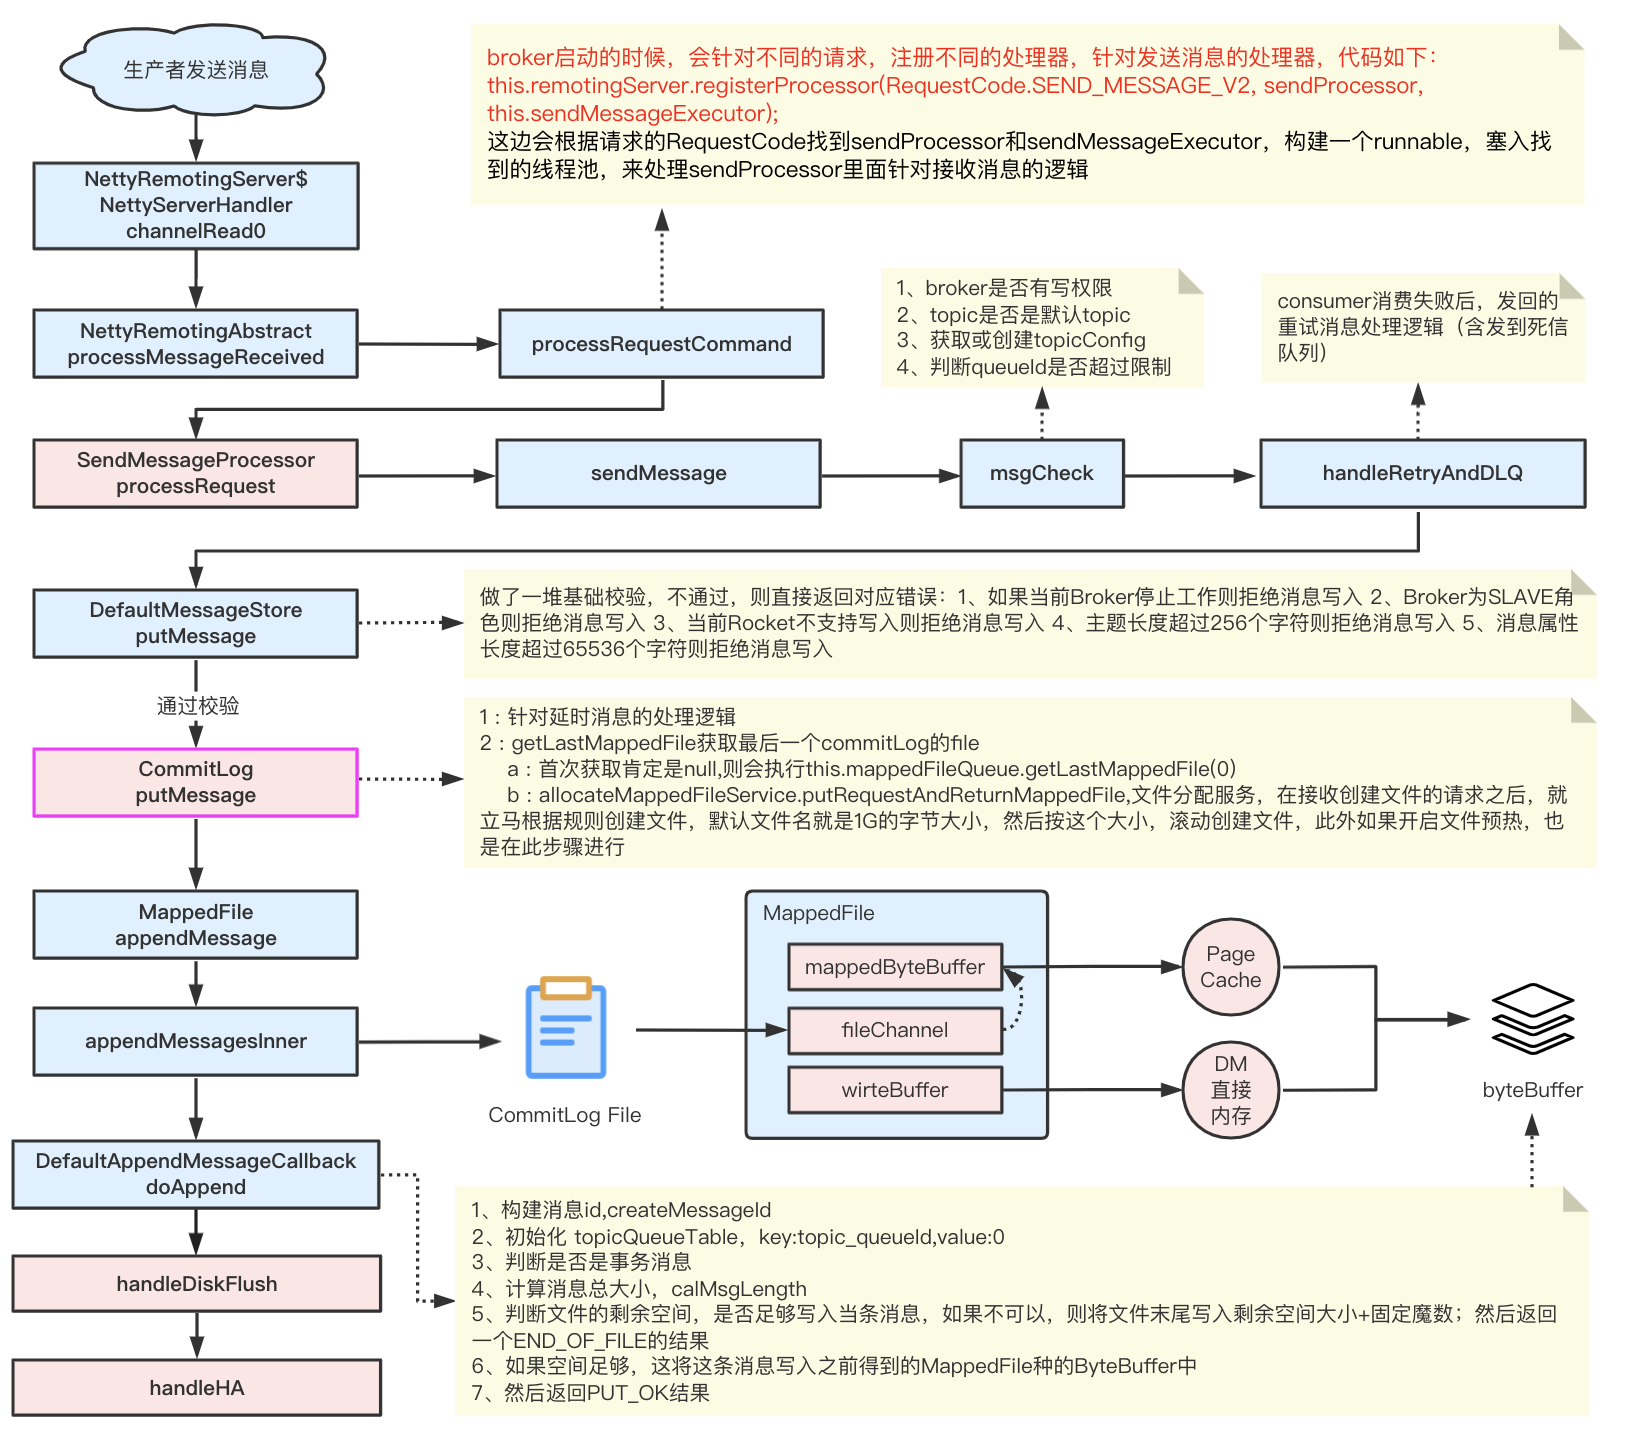 生产者发送消息
broker启动的时候，会针对不同的请求，注册不同的处理器，针对发送消息的处理器，代码如下：
this.remotingServer.registerProcessor(RequestCode.SEND_MESSAGE_V2, sendProcessor,
this.sendMessageExecutor);
这边会根据请求的RequestCode找到sendProcessor和sendMessageExecutor，构建一个runnable，塞入找
到的线程池，来处理sendProcessor里面针对接收消息的逻辑
NettyRemotingServer$
NettyServerHandler
channelRead0
NettyRemotingAbstract
processMessageReceived
processRequestCommand
1、broker是否有写权限
2、topic是否是默认topic
3、获取或创建topicConfig
4、判断queueId是否超过限制
consumer消费失败后，发回的
重试消息处理逻辑（含发到死信
队列）
SendMessageProcessor
processRequest
sendMessage
msgCheck
handleRetryAndDLQ
DefaultMessageStore
putMessage
做了一堆基础校验，不通过，则直接返回对应错误：1、如果当前Broker停止工作则拒绝消息写入 2、Broker为SLAVE角
色则拒绝消息写入 3、当前Rocket不支持写入则拒绝消息写入 4、主题长度超过256个字符则拒绝消息写入 5、消息属性
长度超过65536个字符则拒绝消息写入
通过校验
CommitLog
putMessage
1：针对延时消息的处理逻辑
2：getLastMappedFile获取最后一个commitLog的file
a：首次获取肯定是null,则会执行this.mappedFileQueue.getLastMappedFile(0)
b：allocateMappedFileService.putRequestAndReturnMappedFile,文件分配服务，在接收创建文件的请求之后，就
立马根据规则创建文件，默认文件名就是1G的字节大小，然后按这个大小，滚动创建文件，此外如果开启文件预热，也
是在此步骤进行
MappedFile
appendMessage
appendMessagesInner
CommitLog File
MappedFile
mappedByteBuffer
fileChannel
wirteBuffer
Page
Cache
DM
直接
内存
byteBuffer
DefaultAppendMessageCallback
doAppend
handleDiskFlush
handleHA
1、构建消息id,createMessageId
2、初始化 topicQueueTable，key:topic_queueId,value:0
3、判断是否是事务消息
4、计算消息总大小，calMsgLength
5、判断文件的剩余空间，是否足够写入当条消息，如果不可以，则将文件末尾写入剩余空间大小+固定魔数；然后返回
一个END_OF_FILE的结果
6、如果空间足够，这将这条消息写入之前得到的MappedFile种的ByteBuffer中
7、然后返回PUT_OK结果